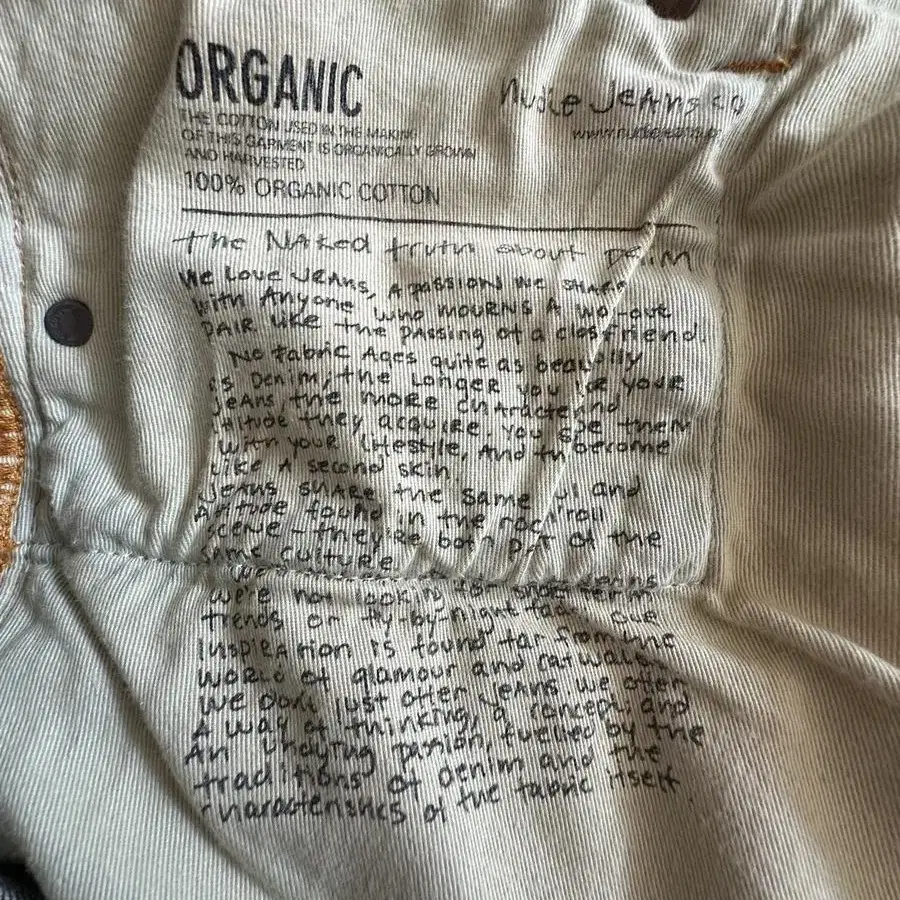 ORGANIC
Nudie Jeans co
THE COTTON USED IN THE MAKING
OF THIS GARMENT IS ORGANICALLY GROWN
AND HARVESTED
100% ORGANIC COTTON
the Naked truth about Denim
We Love Jeans, A passion we share
with Anyone who mourns A wo-out
pair like the passing of a clos friend.
No fabric Ages quite as beau lly
as Denim, the longer you your
jeans the more character and
they acquire. You them
with your lifestyle, And become
like A second skin.
Jeans share the same and
Attitude found in the rock'roll
scene - they're both of the
same culture
We're not looking for short term
trends or fly-by-night our
inspiration is found far from the
world of glamour and catwalks.
We don't just offer jeans. we offer
A way of thinking, a concept and
An undying passion, fuelled by the
traditions of denim and the
characteristics of the fabric itself.